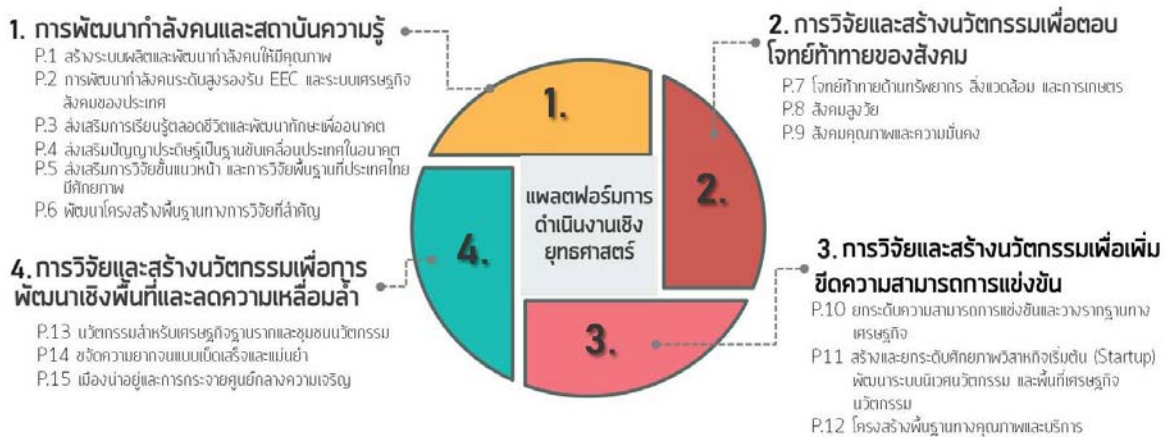 1. การพัฒนากำลังคนและสถาบันความรู้
P.1 สร้างระบบผลิตและพัฒนากำลังคนให้มีคุณภาพ
P.2 การพัฒนากำลังคนระดับสูงรองรับ EEC และระบบเศรษฐกิจ
สังคมของประเทศ
P.3 ส่งเสริมการเรียนรู้ตลอดชีวิตและพัฒนาทักษะเพื่ออนาคต
P.4 ส่งเสริมปัญญาประดิษฐ์เป็นฐานขับเคลื่อนประเทศในอนาคต
P.5 ส่งเสริมการวิจัยขั้นแนวหน้า และการวิจัยพื้นฐานที่ประเทศไทย
มีศักยภาพ
P.6 พัฒนาโครงสร้างพื้นฐานทางการวิจัยที่สำคัญ
2. การวิจัยและสร้างนวัตกรรมเพื่อตอบ
โจทย์ท้าทายของสังคม
P.7 โจทย์ท้าทายด้านทรัพยากร สิ่งแวดล้อม และการเกษตร
P.8 สังคมสูงวัย
P.9 สังคมคุณภาพและความมั่นคง
1.
2.
3.
4.
แพลตฟอร์มการ
ดำเนินงานเชิง
ยุทธศาสตร์
3. การวิจัยและสร้างนวัตกรรมเพื่อเพิ่ม
ขีดความสามารถการแข่งขัน
P.10 ยกระดับความสามารถการแข่งขันและวางรากฐานทาง
เศรษฐกิจ
P11 สร้างและยกระดับศักยภาพวิสาหกิจเริ่มต้น (Startup)
พัฒนาระบบนิเวศนวัตกรรม และพื้นที่เศรษฐกิจ
นวัตกรรม
P.12 โครงสร้างพื้นฐานทางคุณภาพและบริการ
4. การวิจัยและสร้างนวัตกรรมเพื่อการ
พัฒนาเชิงพื้นที่และลดความเหลื่อมล้ำ
P.13 นวัตกรรมสำหรับเศรษฐกิจฐานรากและชุมชนนวัตกรรม
P14 ขจัดความยากจนแบบเบ็ดเสร็จและแม่นยำ
P.15 เมืองน่าอยู่และการกระจายศูนย์กลางความเจริญ